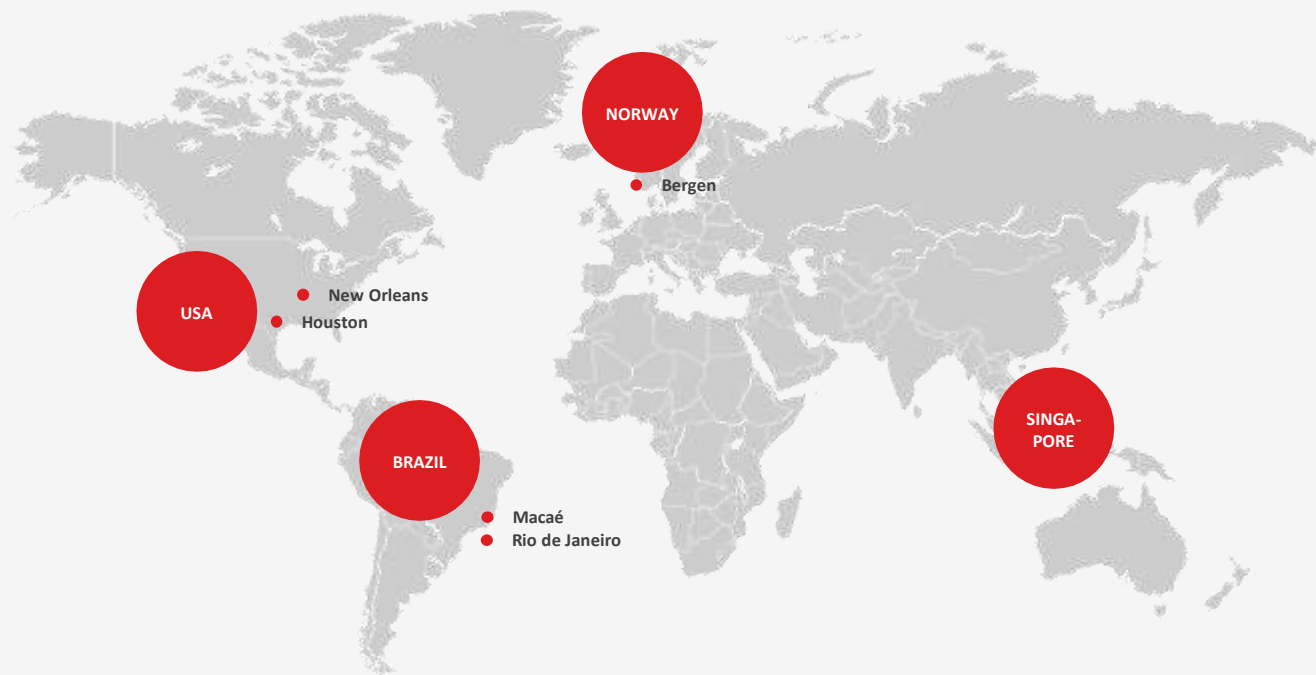 NORWAY
Bergen
New Orleans
USA
Houston
SINGA-
PORE
BRAZIL
Macaé
Rio de Janeiro